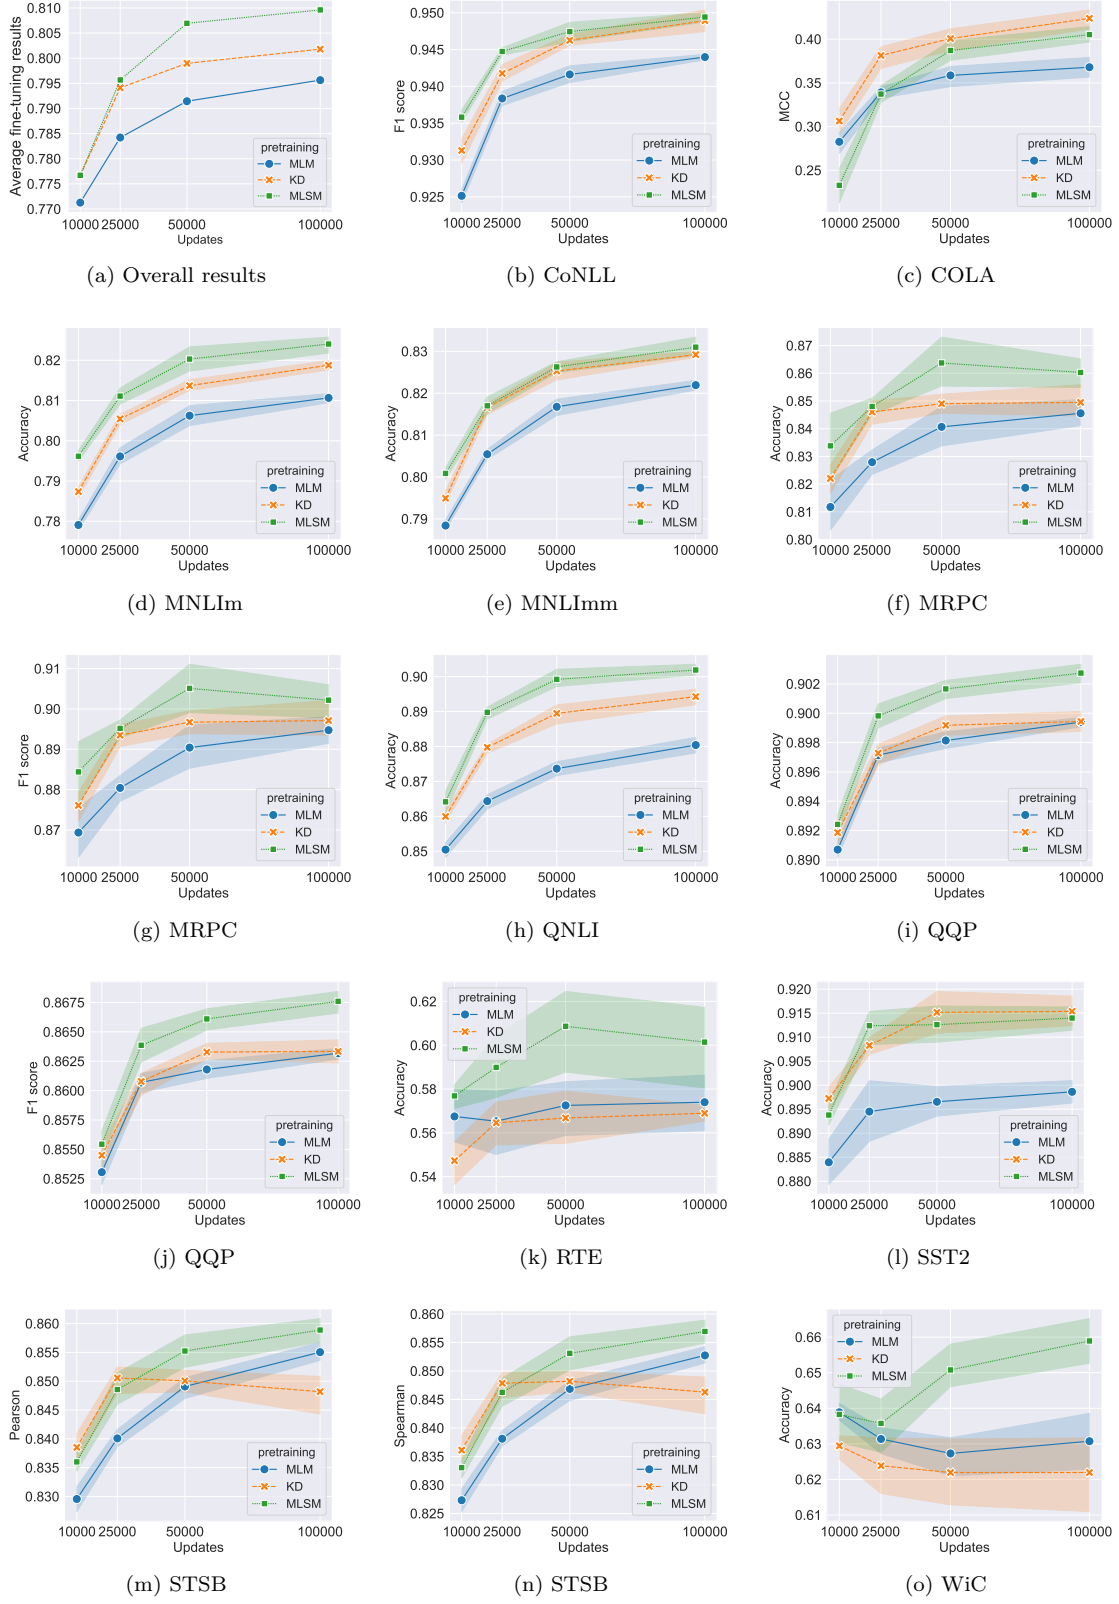 0.810
0.805
0.800
0.795
0.790
0.785
0.780
0.775
0.770
Average fine-tuning results
pretraining
MLM
KD
MLSM
10000 25000 50000 100000
Updates
(a) Overall results
0.950
0.945
0.940
0.935
0.930
0.925
F1 score
pretraining
MLM
KD
MLSM
10000 25000 50000 100000
Updates
(b) CoNLL
0.40
0.35
0.30
0.25
MCC
pretraining
MLM
KD
MLSM
10000 25000 50000 100000
Updates
(c) COLA
0.82
0.81
0.80
0.79
0.78
Accuracy
pretraining
MLM
KD
MLSM
10000 25000 50000 100000
Updates
(d) MNLIm
0.83
0.82
0.81
0.80
0.79
Accuracy
pretraining
MLM
KD
MLSM
10000 25000 50000 100000
Updates
(e) MNLImm
0.87
0.86
0.85
0.84
0.83
0.82
0.81
0.80
Accuracy
pretraining
MLM
KD
MLSM
10000 25000 50000 100000
Updates
(f) MRPC
0.91
0.90
0.89
0.88
0.87
F1 score
pretraining
MLM
KD
MLSM
10000 25000 50000 100000
Updates
(g) MRPC
0.90
0.89
0.88
0.87
0.86
0.85
Accuracy
pretraining
MLM
KD
MLSM
10000 25000 50000 100000
Updates
(h) QNLI
0.902
0.900
0.898
0.896
0.894
0.892
0.890
Accuracy
pretraining
MLM
KD
MLSM
10000 25000 50000 100000
Updates
(i) QQP
0.8675
0.8650
0.8625
0.8600
0.8575
0.8550
0.8525
F1 score
pretraining
MLM
KD
MLSM
10000 25000 50000 100000
Updates
(j) QQP
0.62
0.60
0.58
0.56
0.54
Accuracy
pretraining
MLM
KD
MLSM
10000 25000 50000 100000
Updates
(k) RTE
0.920
0.915
0.910
0.905
0.900
0.895
0.890
0.885
0.880
Accuracy
pretraining
MLM
KD
MLSM
10000 25000 50000 100000
Updates
(l) SST2
0.860
0.855
0.850
0.845
0.840
0.835
0.830
Pearson
pretraining
MLM
KD
MLSM
10000 25000 50000 100000
Updates
(m) STSB
0.860
0.855
0.850
0.845
0.840
0.835
0.830
0.825
Spearman
pretraining
MLM
KD
MLSM
10000 25000 50000 100000
Updates
(n) STSB
0.66
0.65
0.64
0.63
0.62
0.61
Accuracy
pretraining
MLM
KD
MLSM
10000 25000 50000 100000
Updates
(o) WiC